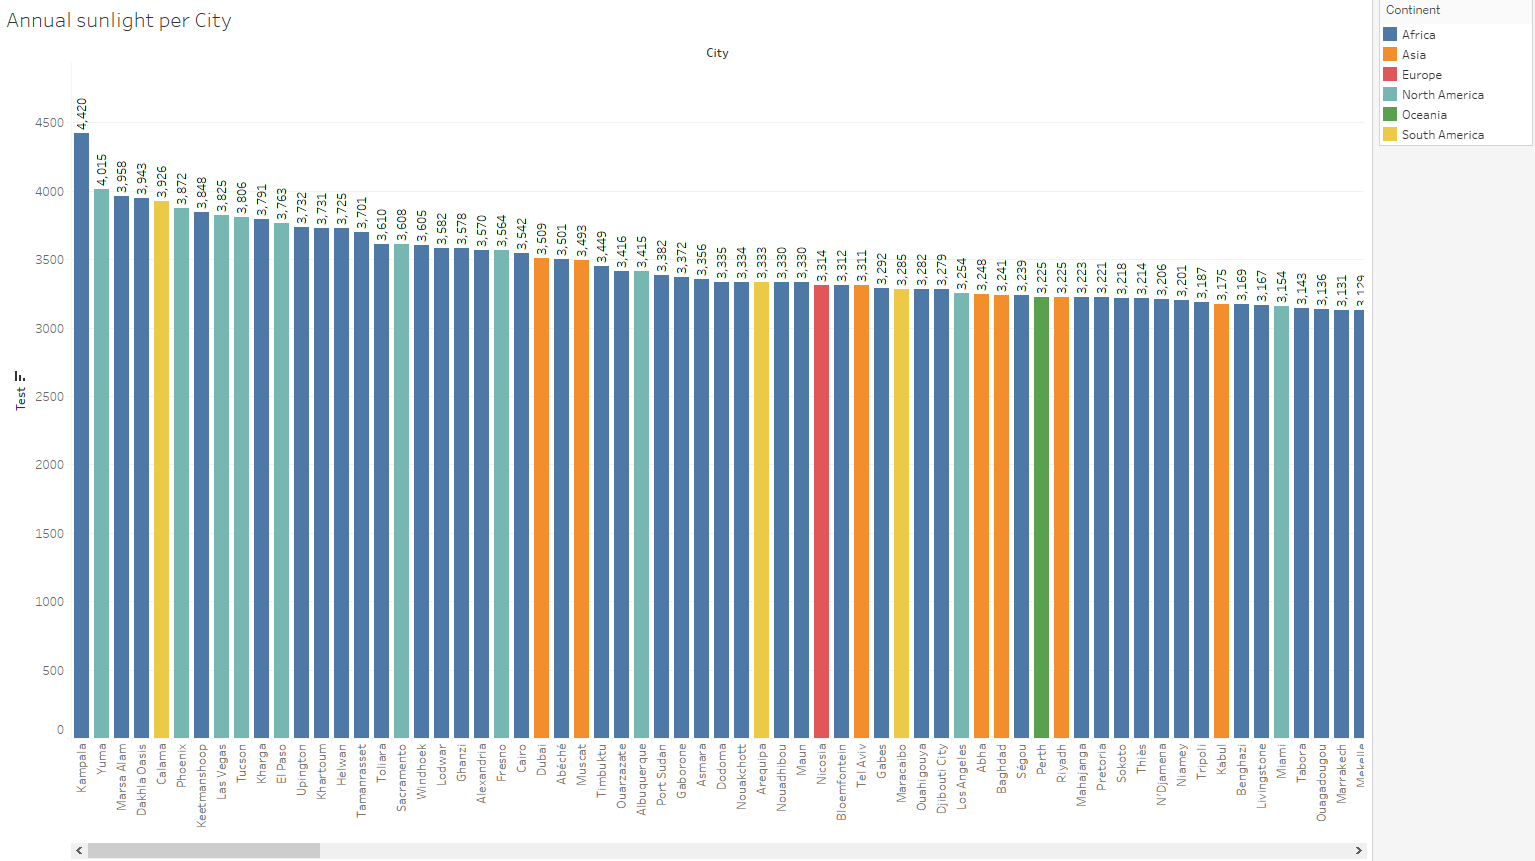 Annual sunlight per City
City
Continent
Africa
Asia
Europe
North America
Oceania
South America
4,420
4,015
3,958
3,943
3,926
3,872
3,848
3,825
3,806
3,791
3,763
3,732
3,731
3,725
3,701
3,610
3,608
3,605
3,582
3,578
3,570
3,564
3,542
3,509
3,501
3,493
3,449
3,416
3,415
3,382
3,372
3,356
3,335
3,334
3,333
3,330
3,330
3,314
3,312
3,311
3,292
3,285
3,282
3,279
3,254
3,248
3,241
3,239
3,225
3,225
3,223
3,221
3,218
3,214
3,206
3,201
3,187
3,175
3,169
3,167
3,154
3,143
3,136
3,131
3,129
4500
4000
3500
3000
2500
2000
1500
1000
500
0
Test
Kampala
Yuma
Marsa Alam
Dakhla Oasis
Calama
Phoenix
Keetmanshoop
Las Vegas
Tucson
Kharga
El Paso
Upington
Khartoum
Helwan
Tamanrasset
Toliara
Sacramento
Windhoek
Lodwar
Ghanzi
Alexandria
Fresno
Cairo
Dubai
Abéché
Muscat
Timbuktu
Ouarzazate
Albuquerque
Port Sudan
Gaborone
Asmara
Dodoma
Nouakchott
Arequipa
Nouadhibou
Maun
Nicosia
Bloemfontein
Tel Aviv
Gabes
Maracaibo
Ouahigouya
Djibouti City
Los Angeles
Abha
Baghdad
Ségou
Perth
Riyadh
Mahajanga
Pretoria
Sokoto
Thiès
N'Djamena
Niamey
Tripoli
Kabul
Benghazi
Livingstone
Miami
Tabora
Ouagadougou
Marrakech
Mekelle